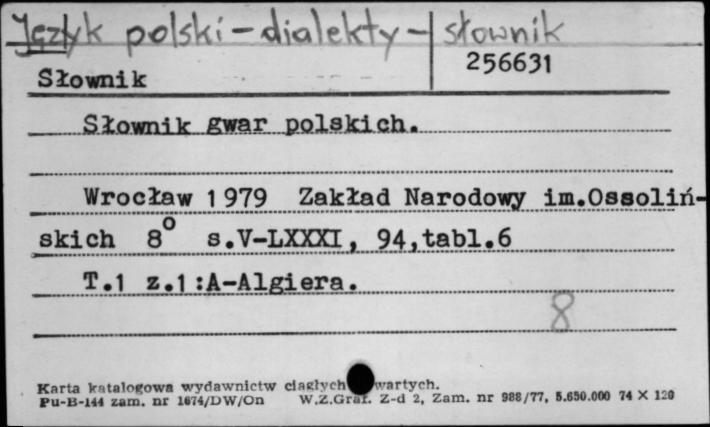 Język polski - dialekty - słownik
Słownik
256631
Słownik gwar polskich.
Wrocław 1979 Zakład Narodowy im.Ossoliń-
skich 8° s.V-LXXXI, 94,tabl.6
T.1 z.1:A-Algiera.
8
Karta katalogowa wydawnictw ciągłych wartych.
Pu-B-144 zam. nr 1674/DW/On W.Z.Graf. Z-d 2, Zam. nr 988/77, 5.650.000 74 X 120